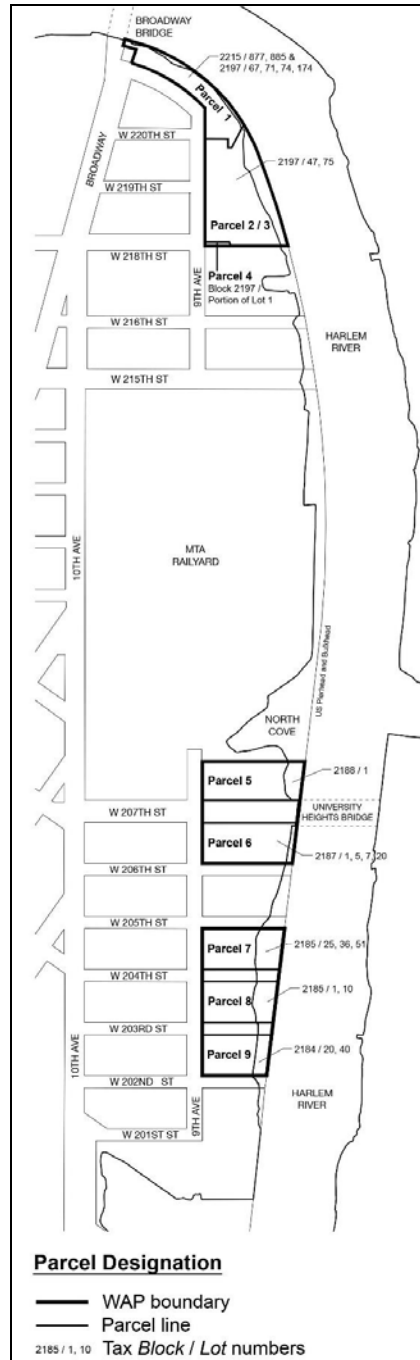 BROADWAY
BRIDGE
2215 / 877, 885 &
2197 / 67, 71, 74, 174
Parcel 1
W 220TH ST
BROADWAY
2197 / 47, 75
W 219TH ST
Parcel 2 / 3
W 218TH ST
9TH AVE
Parcel 4
Block 2197 /
Portion of Lot 1
W 216TH ST
HARLEM
RIVER
W 215TH ST
10TH AVE
MTA
RAILYARD
US Pierhead and Bulkhead
NORTH
COVE
Parcel 5
2188 / 1
W 207TH ST
UNIVERSITY
HEIGHTS BRIDGE
Parcel 6
2187 / 1, 5, 7, 20
W 206TH ST
W 205TH ST
Parcel 7
2185 / 25, 36, 51
W 204TH ST
Parcel 8
2185 / 1, 10
W 203RD ST
10TH AVE
Parcel 9
2184 / 20, 40
W 202ND ST
9TH AVE
HARLEM
RIVER
W 201ST ST
Parcel Designation
WAP boundary
Parcel line
2185 / 1, 10 Tax Block / Lot numbers